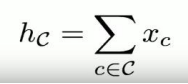 h_𝒞 = ∑_{c∈𝒞} x_c